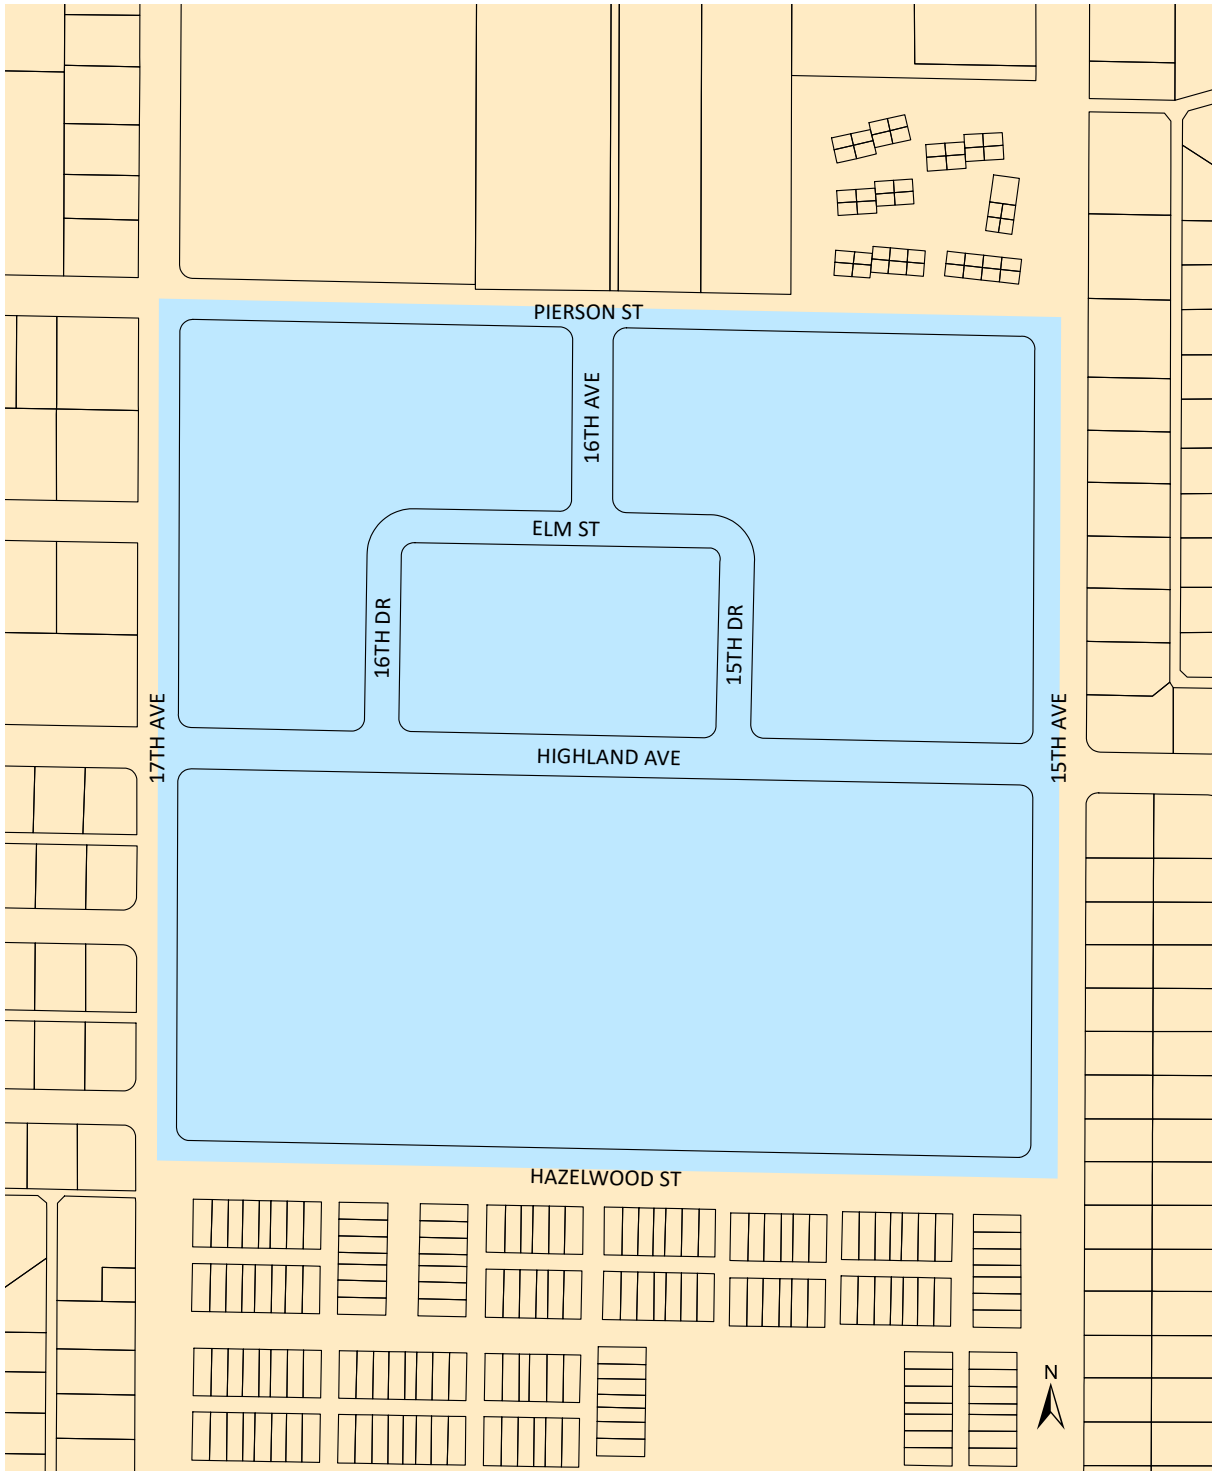 PIERSON ST
16TH AVE
ELM ST
16TH DR
15TH DR
17TH AVE
15TH AVE
HIGHLAND AVE
HAZELWOOD ST
N